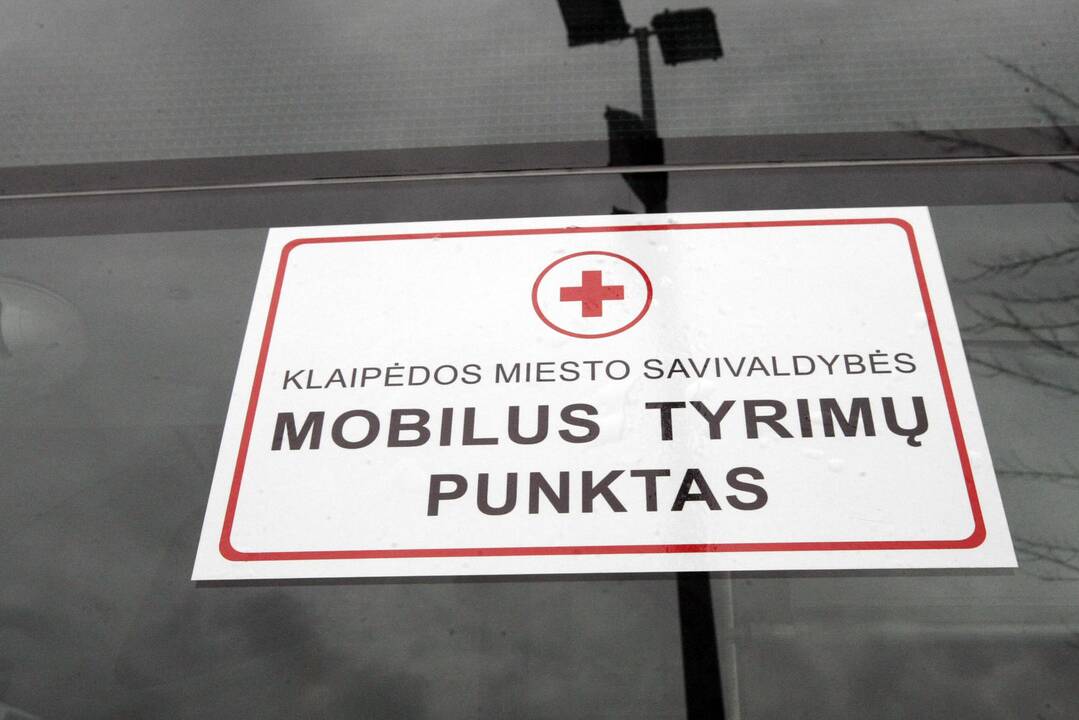 KLAIPĖDOS MIESTO SAVIVALDYBĖS
MOBILUS TYRIMŲ
PUNKTAS